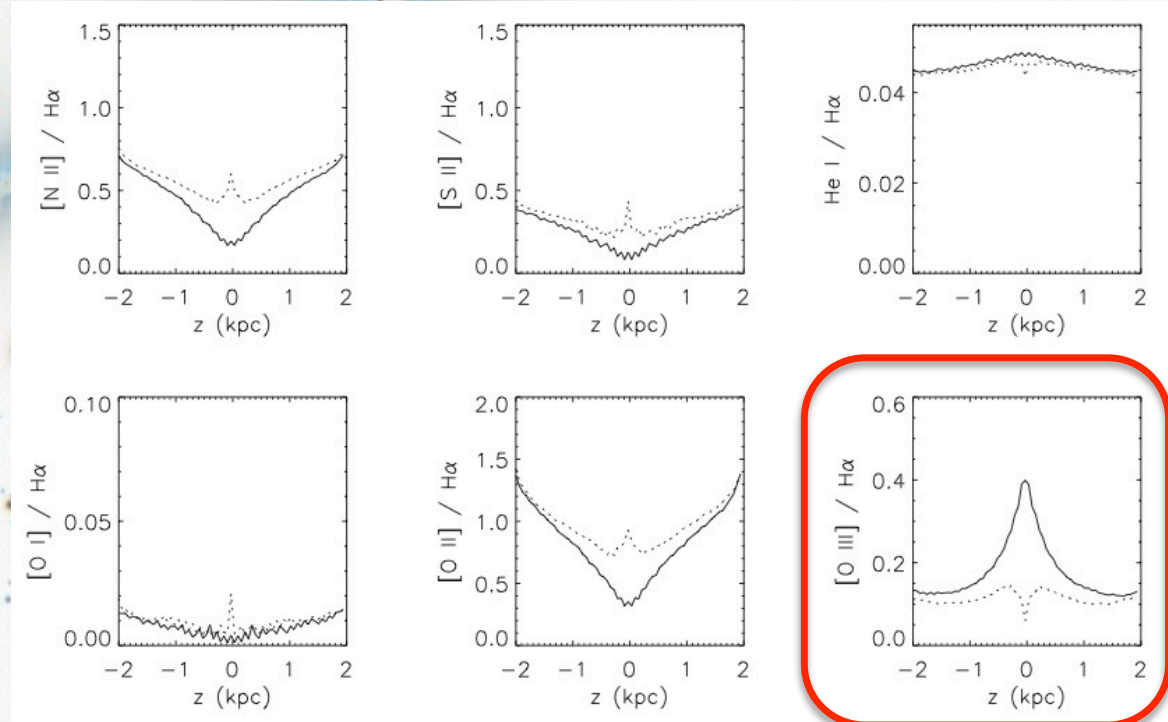 [N II] / Hα
1.5
1.0
0.5
0.0
−2 −1 0 1 2
z (kpc)
[S II] / Hα
1.5
1.0
0.5
0.0
−2 −1 0 1 2
z (kpc)
He I / Hα
0.04
0.02
0.00
−2 −1 0 1 2
z (kpc)
[O I] / Hα
0.10
0.05
0.00
−2 −1 0 1 2
z (kpc)
[O II] / Hα
2.0
1.5
1.0
0.5
0.0
−2 −1 0 1 2
z (kpc)
[O III] / Hα
0.6
0.4
0.2
0.0
−2 −1 0 1 2
z (kpc)